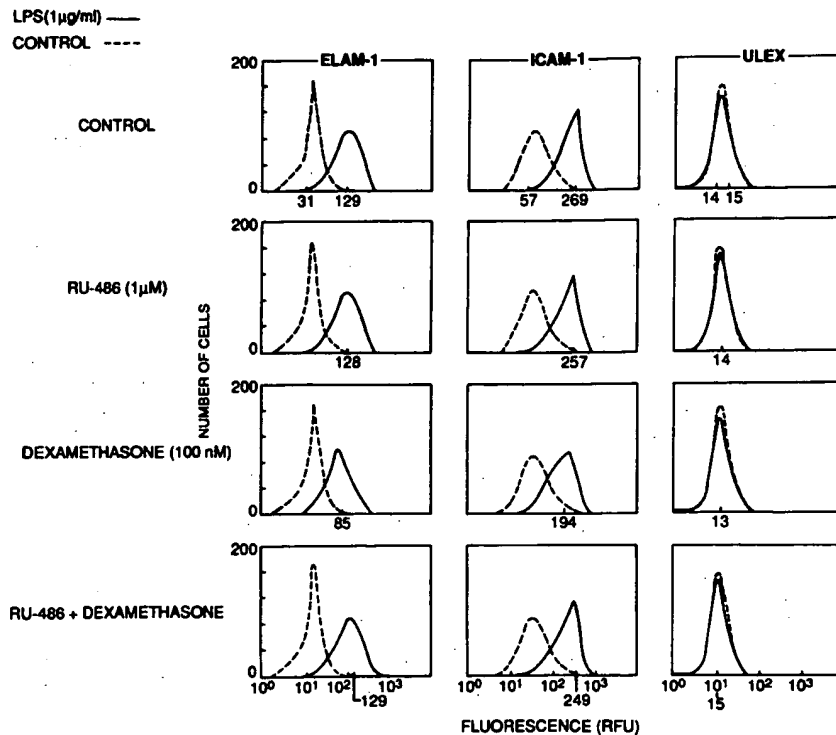 LPS(1μg/ml)
CONTROL
ELAM-1 ICAM-1 ULEX
200
CONTROL
0
31 129 57 269 14 15
200
RU-486 (1μM)
0
128 257 14
NUMBER OF CELLS
200
DEXAMETHASONE (100 nM)
0
85 194 13
200
RU-486 + DEXAMETHASONE
0
10⁰ 10¹ 10² 10³ 10⁰ 10¹ 10² 10³ 10⁰ 10¹ 10² 10³
129 249 15
FLUORESCENCE (RFU)